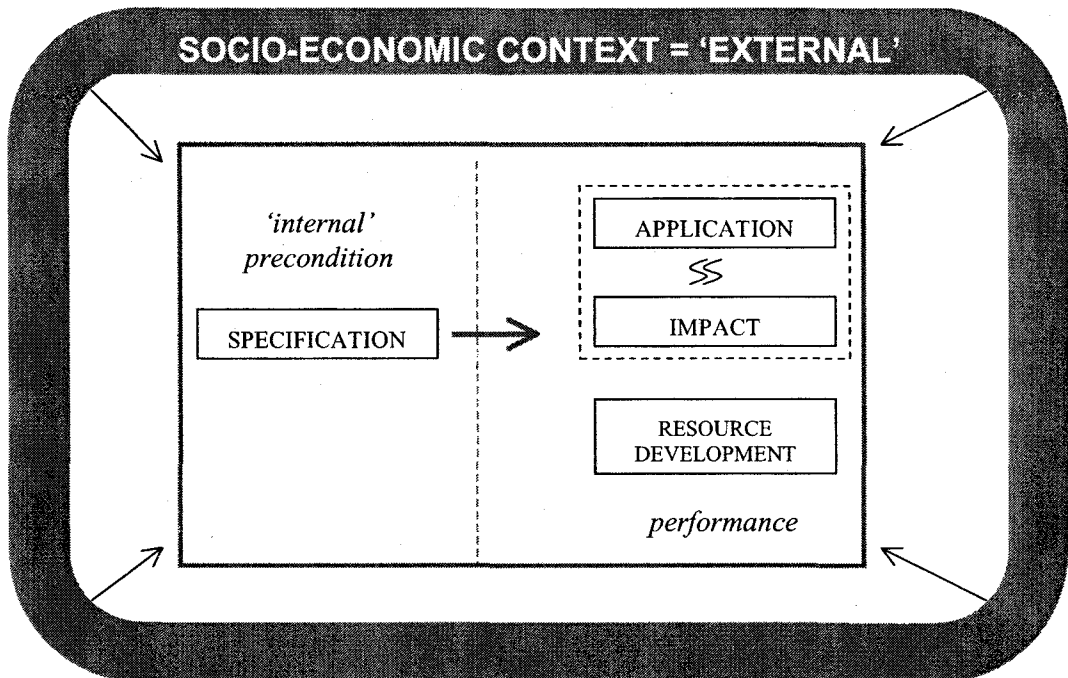 SOCIO-ECONOMIC CONTEXT = ‘EXTERNAL’
‘internal’
precondition
SPECIFICATION
APPLICATION
IMPACT
RESOURCE
DEVELOPMENT
performance